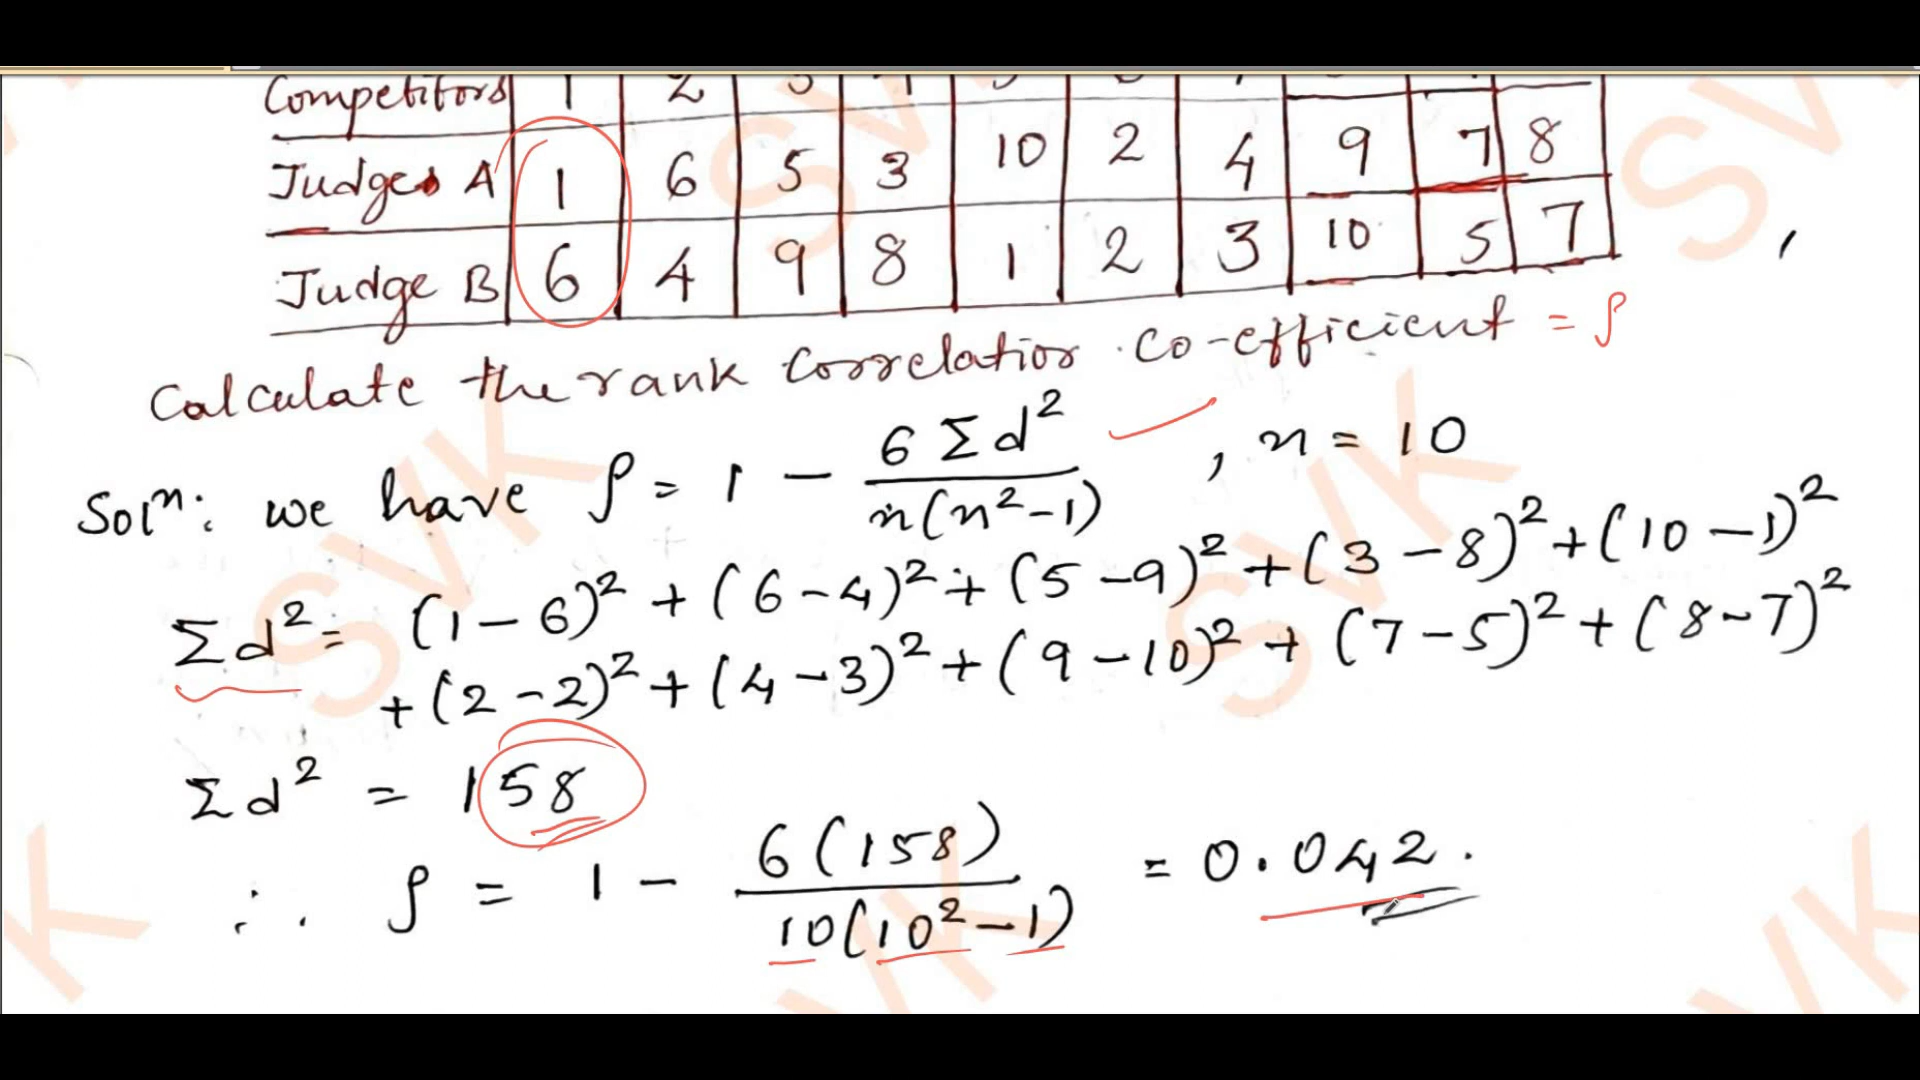 Competitors 1 2 3
Judges A 1 6 5 3 10 2 4 9 7 8
Judge B 6 4 9 8 1 2 3 10 5 7
Calculate the rank Correlation Co-efficient = ρ
Solⁿ: we have ρ = 1 - 6 Σd² / n(n²-1) , n = 10
Σd² = (1-6)² + (6-4)² + (5-9)² + (3-8)² + (10-1)²
+ (2-2)² + (4-3)² + (9-10)² + (7-5)² + (8-7)²
Σd² = 158
∴ ρ = 1 - 6(158) / 10(10²-1) = 0.042.
SVK